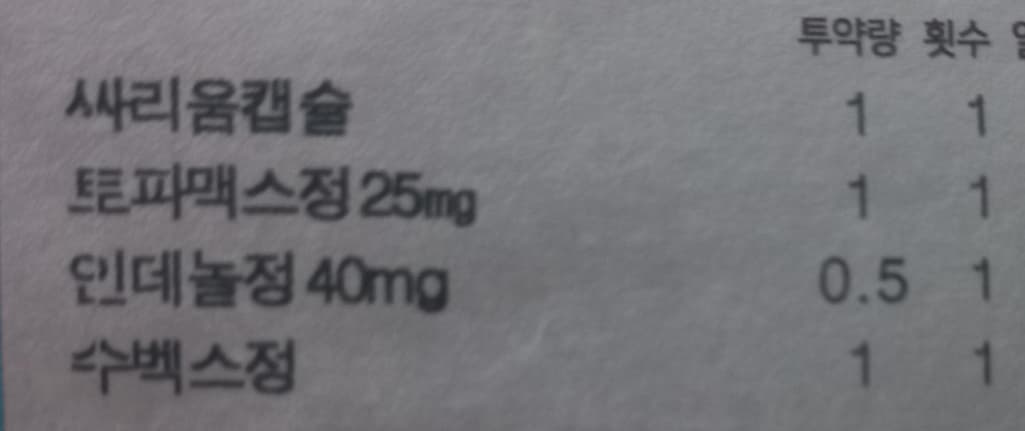 투약량 횟수
싸리움캡슐 1 1
토파맥스정 25mg 1 1
인데놀정 40mg 0.5 1
수벡스정 1 1